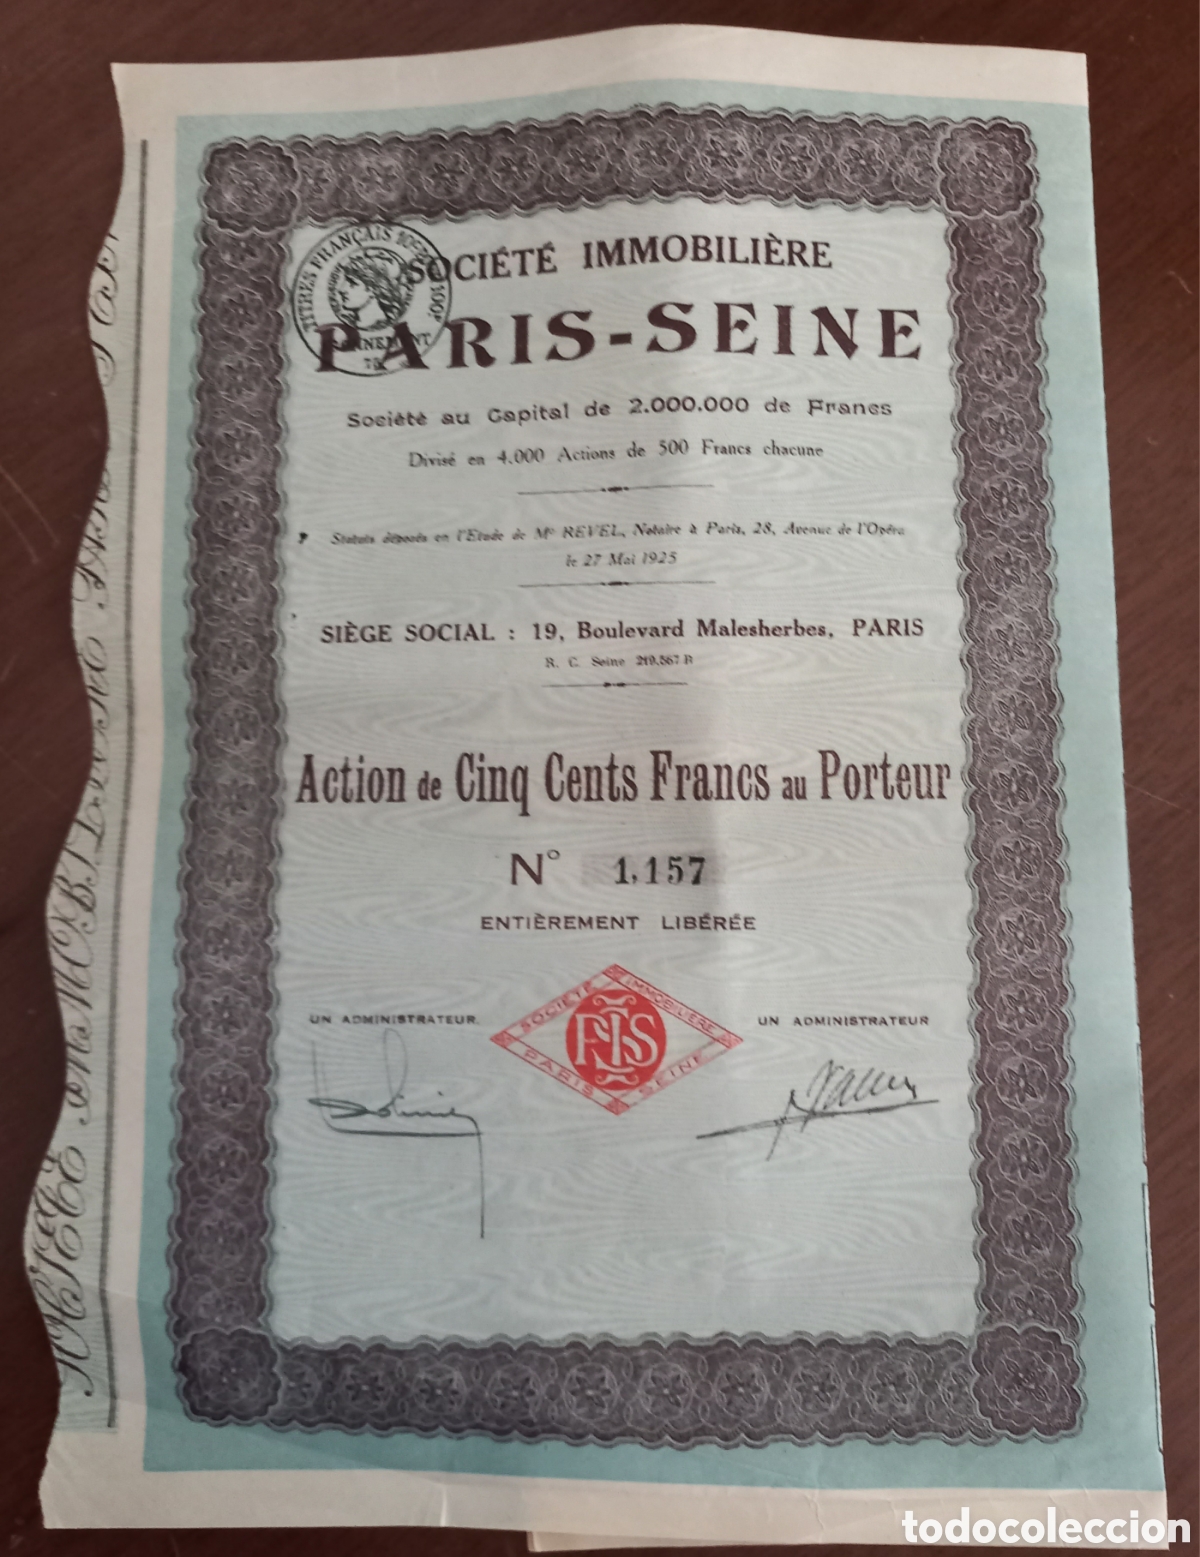 SOCIÉTÉ IMMOBILIÈRE
PARIS-SEINE
Société au Capital de 2.000.000 de Francs
Divisé en 4.000 Actions de 500 Francs chacune
Statuts déposés en l'Etude de Me REVEL, Notaire à Paris, 28, Avenue de l'Opéra
le 27 Mai 1925
SIÈGE SOCIAL : 19, Boulevard Malesherbes, PARIS
R. C. Seine 219.567 B
Action de Cinq Cents Francs au Porteur
N° 1,157
ENTIÈREMENT LIBÉRÉE
UN ADMINISTRATEUR.
UN ADMINISTRATEUR
SOCIÉTÉ IMMOBILIÈRE
PARIS SEINE
todocoleccion